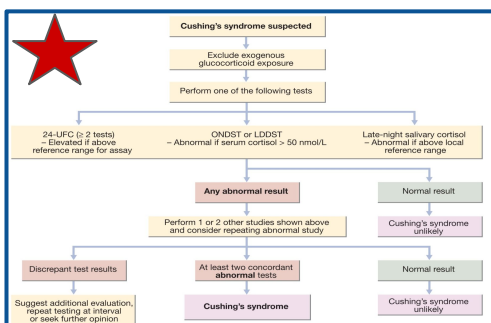 Cushing's syndrome suspected
Exclude exogenous
glucocorticoid exposure
Perform one of the following tests
24-UFC (≥ 2 tests)
– Elevated if above
reference range for assay
ONDST or LDDST
– Abnormal if serum cortisol > 50 nmol/L
Late-night salivary cortisol
– Abnormal if above local
reference range
Any abnormal result
Normal result
Perform 1 or 2 other studies shown above
and consider repeating abnormal study
Cushing's syndrome
unlikely
Discrepant test results
At least two concordant
abnormal tests
Normal result
Suggest additional evaluation,
repeat testing at interval
or seek further opinion
Cushing's syndrome
Cushing's syndrome
unlikely